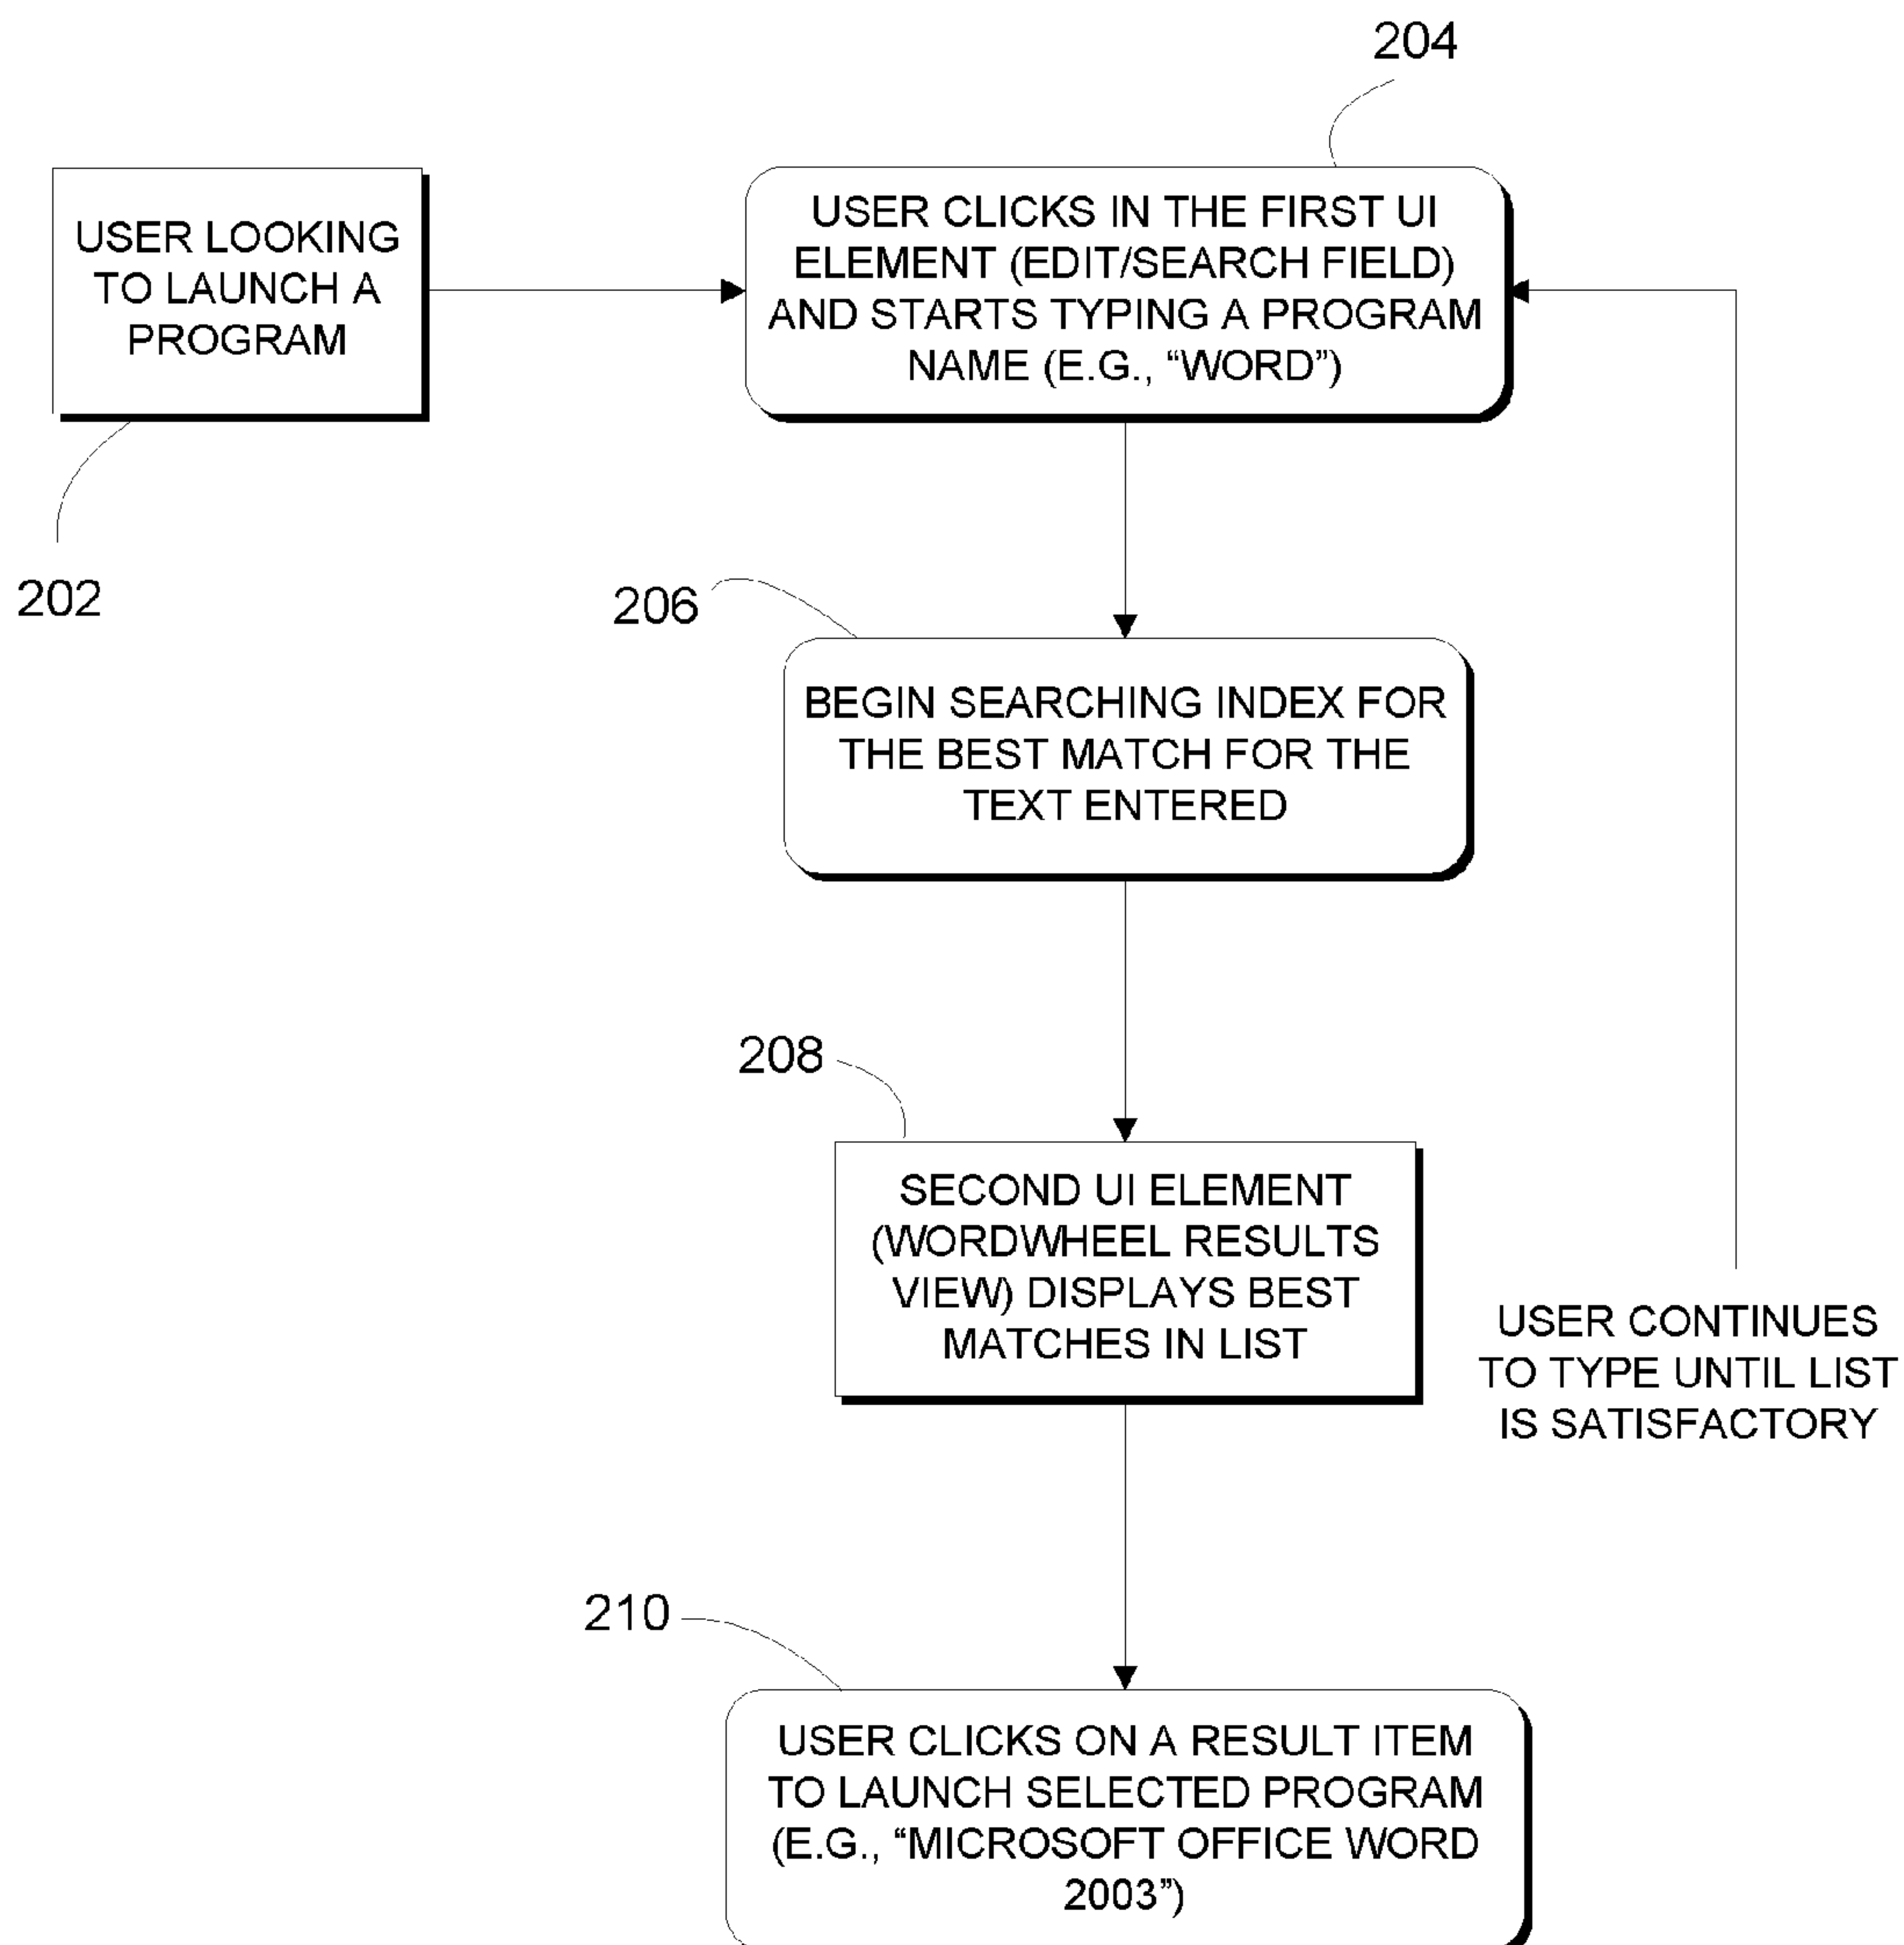 204
USER LOOKING
TO LAUNCH A
PROGRAM
USER CLICKS IN THE FIRST UI
ELEMENT (EDIT/SEARCH FIELD)
AND STARTS TYPING A PROGRAM
NAME (E.G., “WORD”)
202
206
BEGIN SEARCHING INDEX FOR
THE BEST MATCH FOR THE
TEXT ENTERED
208
SECOND UI ELEMENT
(WORDWHEEL RESULTS
VIEW) DISPLAYS BEST
MATCHES IN LIST
USER CONTINUES
TO TYPE UNTIL LIST
IS SATISFACTORY
210
USER CLICKS ON A RESULT ITEM
TO LAUNCH SELECTED PROGRAM
(E.G., “MICROSOFT OFFICE WORD
2003”)